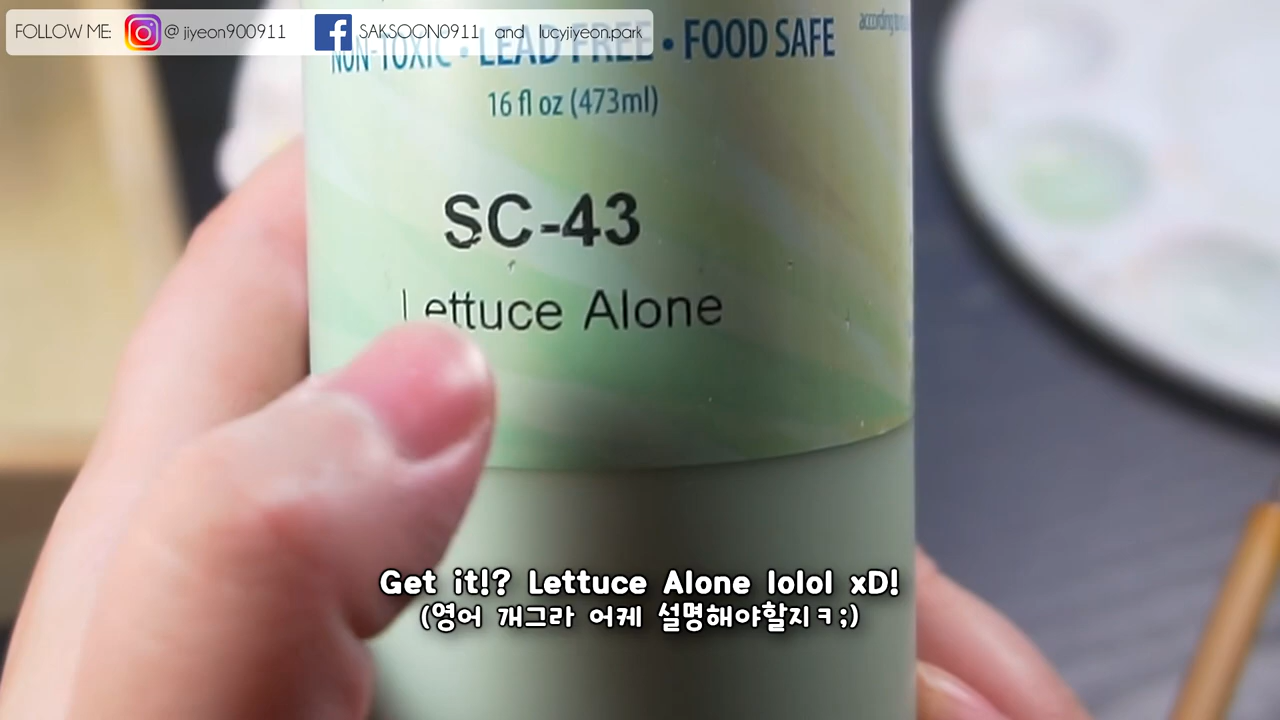 FOLLOW ME: @ jiyeon900911 SAKSOON0911 and lucyjiyeon.park
NON-TOXIC • LEAD FREE • FOOD SAFE
16 fl oz (473ml)
SC-43
Lettuce Alone
Get it!? Lettuce Alone lolol xD!
(영어 개그라 어케 설명해야할지ㅋ;)